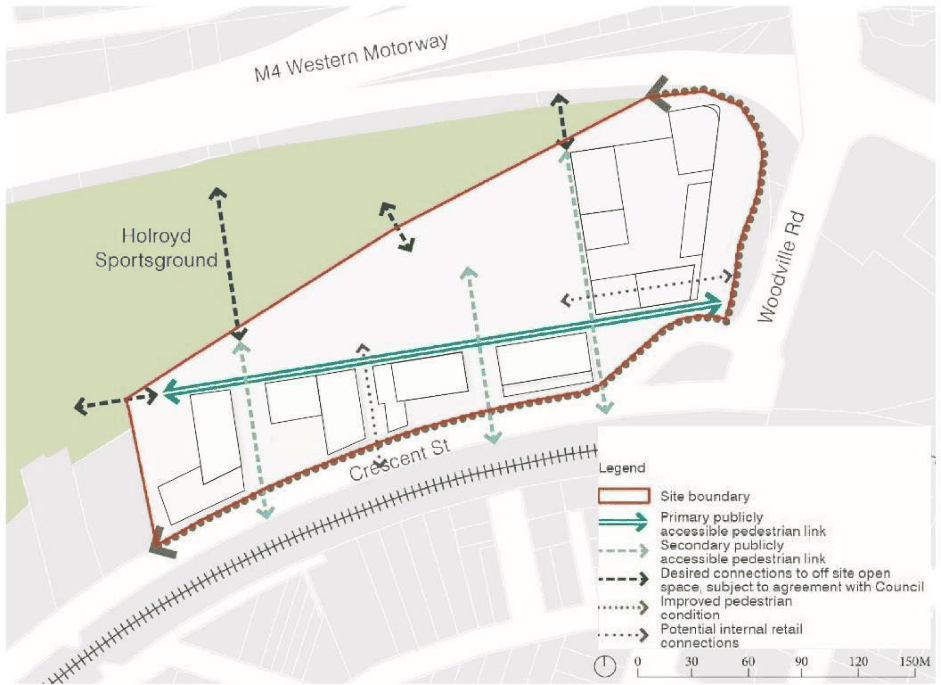 M4 Western Motorway
Holroyd
Sportsground
Woodville Rd
Crescent St
Legend
Site boundary
Primary publicly
accessible pedestrian link
Secondary publicly
accessible pedestrian link
Desired connections to off site open
space, subject to agreement with Council
Improved pedestrian
condition
Potential internal retail
connections
0 30 60 90 120 150M